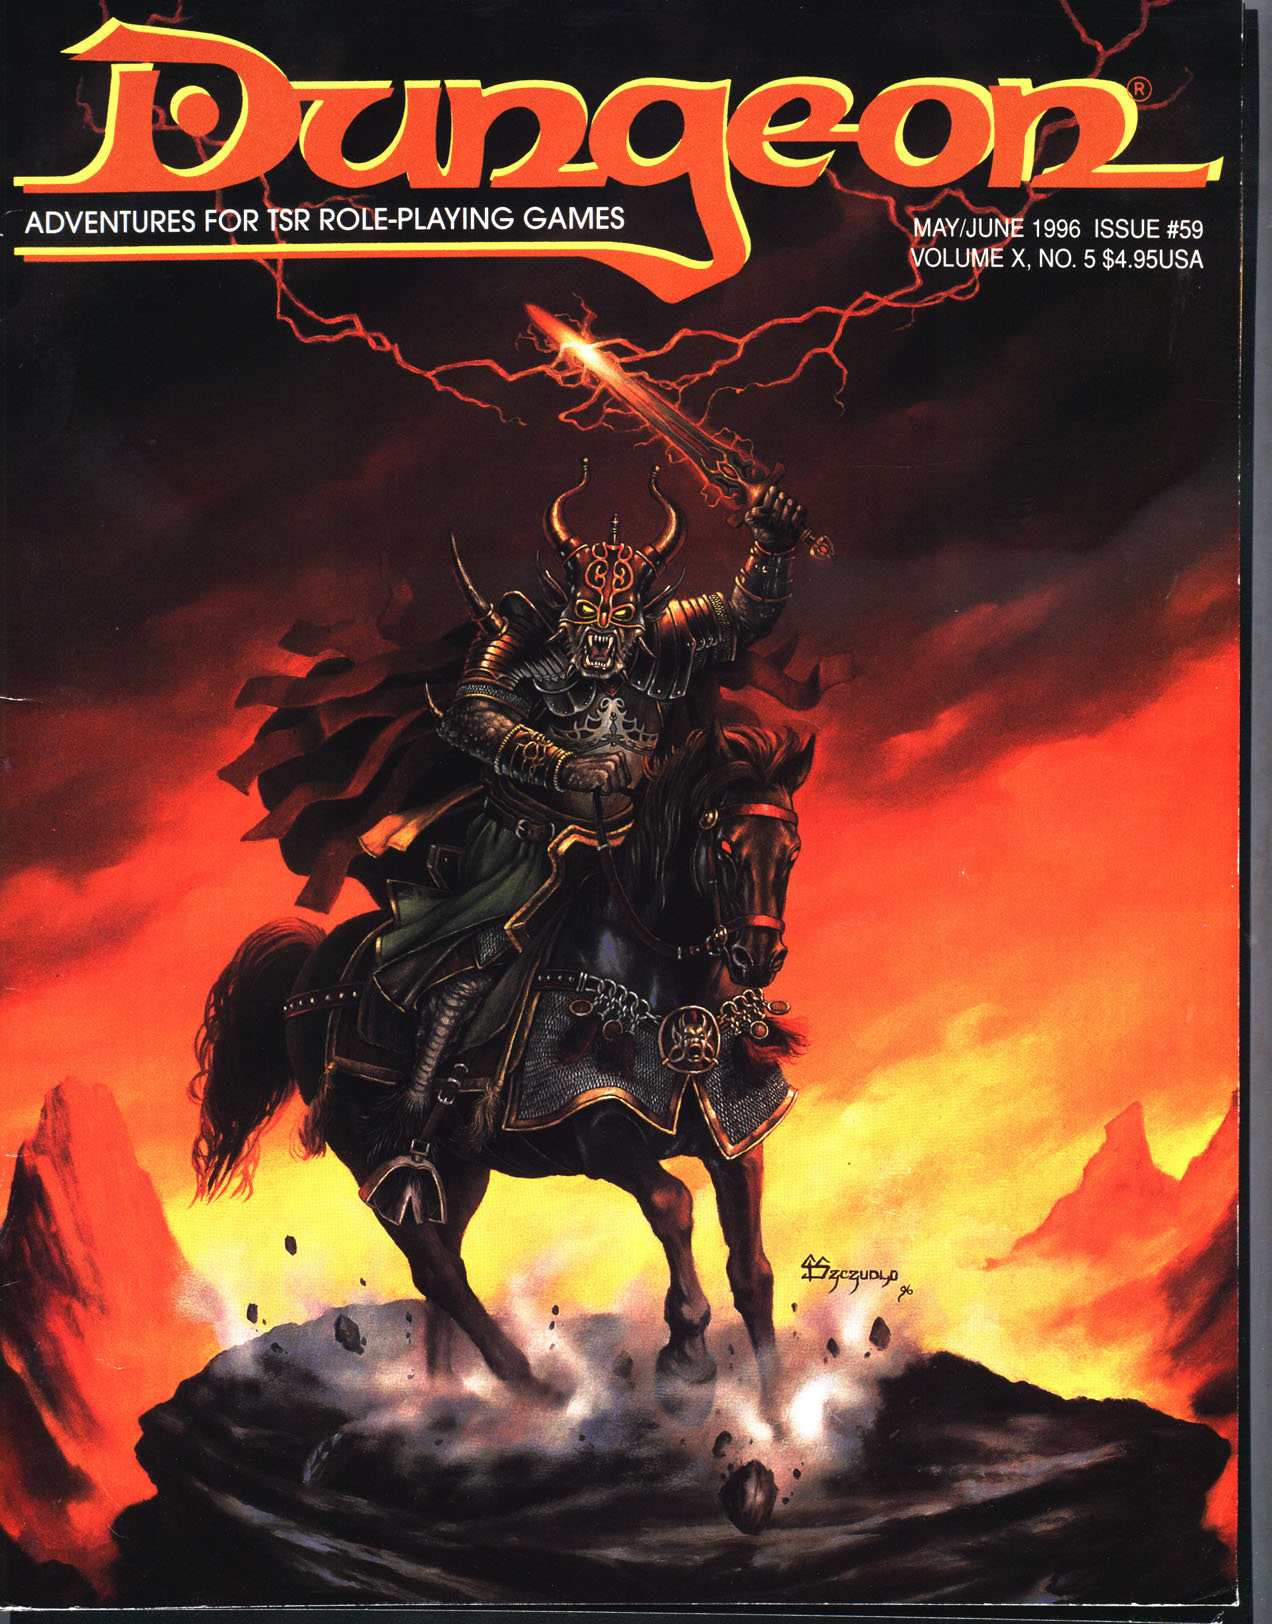 Dungeon®
ADVENTURES FOR TSR ROLE-PLAYING GAMES
MAY/JUNE 1996 ISSUE #59
VOLUME X, NO. 5 $4.95USA
SZCZUDLO
96